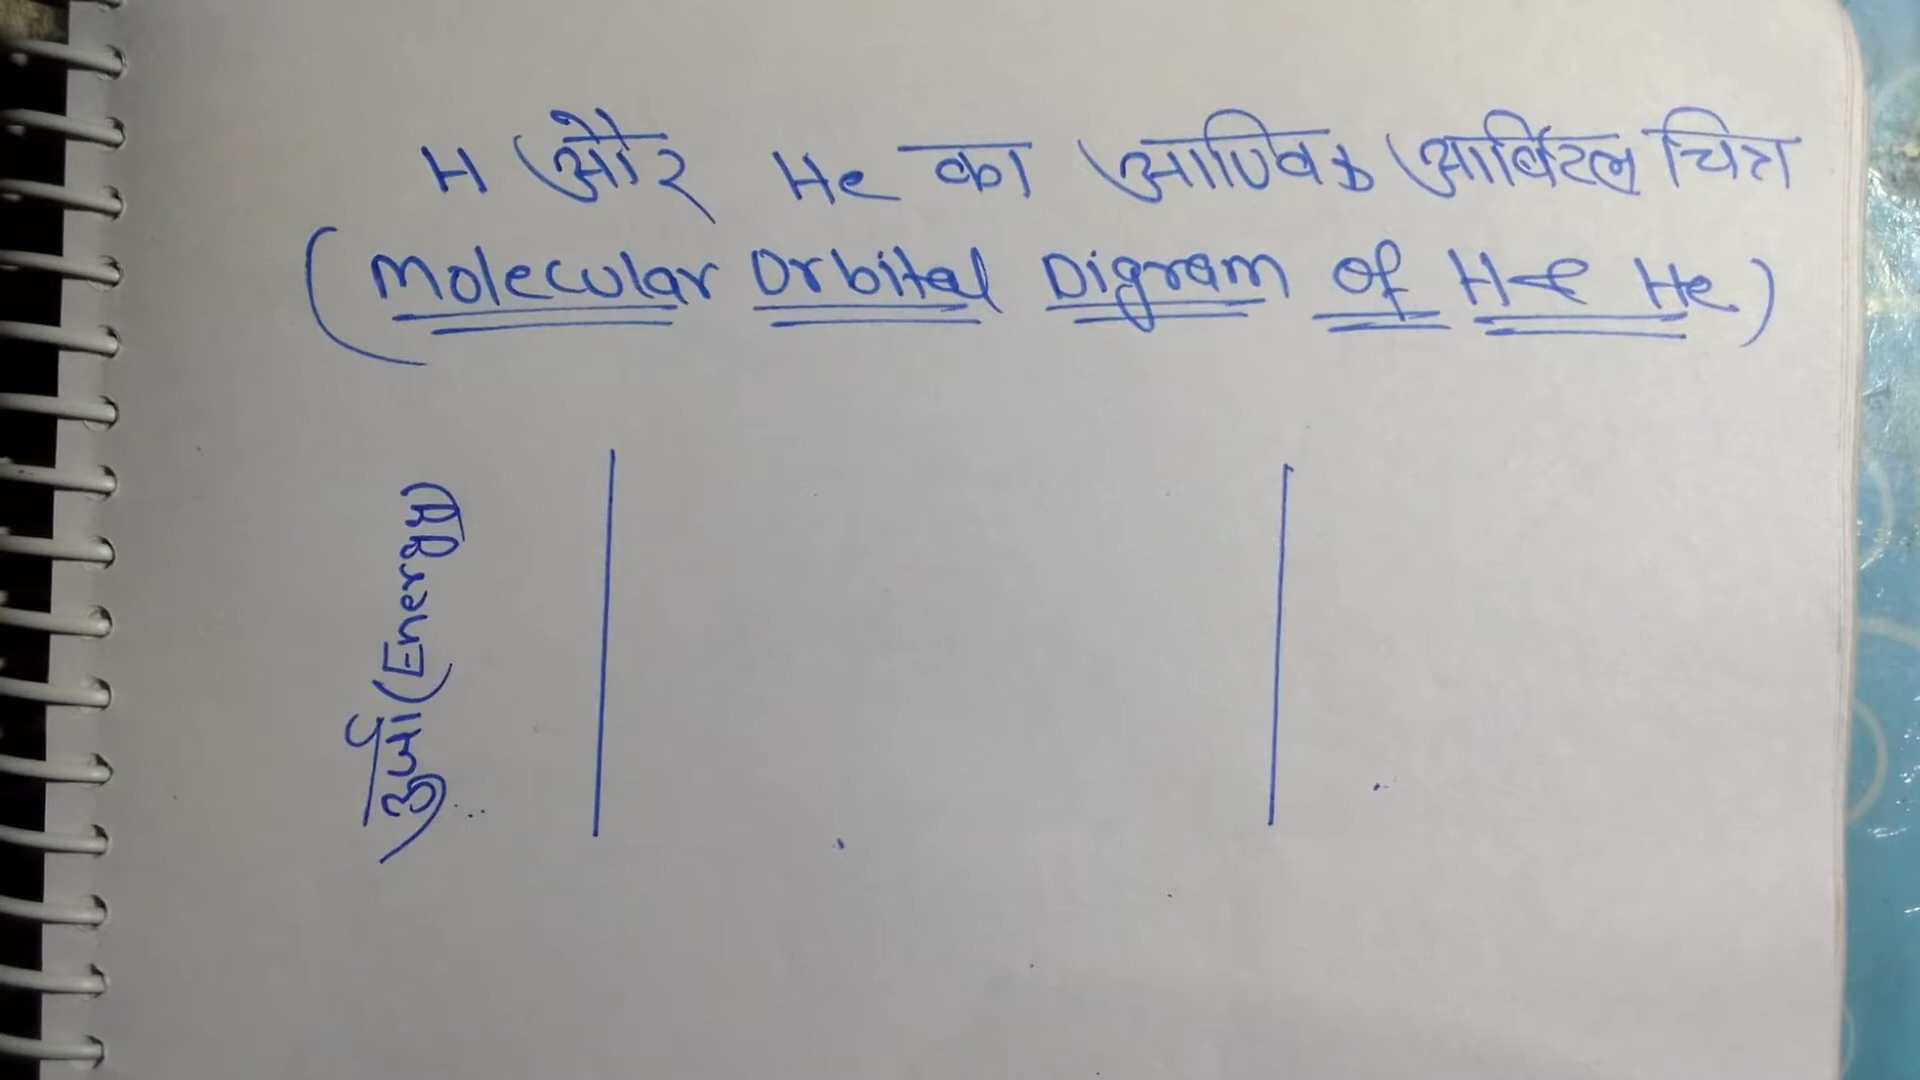 H और He का आण्विक आर्बिटल चित्र
(Molecular Orbital Digram of H & He)
ऊर्जा (Energy)